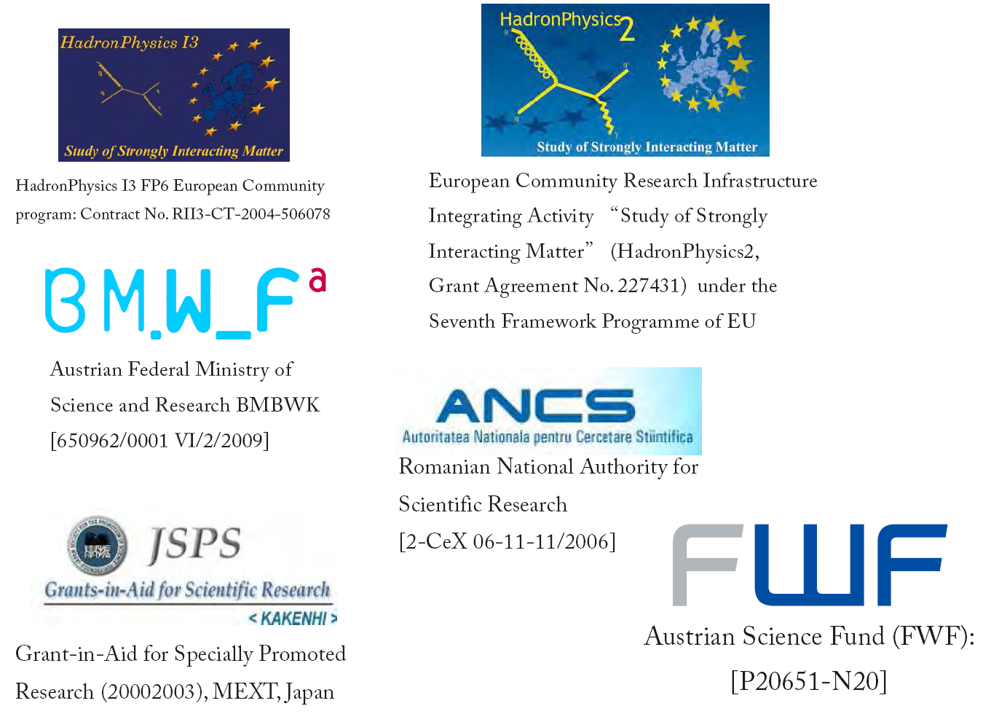 HadronPhysics I3
Study of Strongly Interacting Matter
HadronPhysics I3 FP6 European Community
program: Contract No. RII3-CT-2004-506078
HadronPhysics2
g
q
q'
γ
Study of Strongly Interacting Matter
European Community Research Infrastructure
Integrating Activity “Study of Strongly
Interacting Matter” (HadronPhysics2,
Grant Agreement No. 227431) under the
Seventh Framework Programme of EU
BM.W_Fa
Austrian Federal Ministry of
Science and Research BMBWK
[650962/0001 VI/2/2009]
ANCS
Autoritatea Nationala pentru Cercetare Stiintifica
Romanian National Authority for
Scientific Research
[2-CeX 06-11-11/2006]
JSPS
Grants-in-Aid for Scientific Research
< KAKENHI >
Grant-in-Aid for Specially Promoted
Research (20002003), MEXT, Japan
FWF
Austrian Science Fund (FWF):
[P20651-N20]